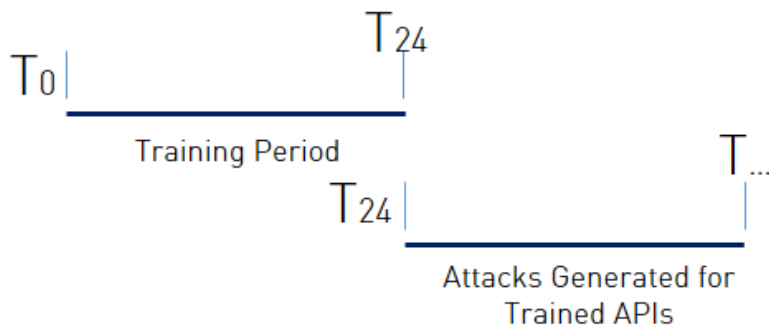 T24
T0
Training Period
T...
T24
Attacks Generated for
Trained APIs